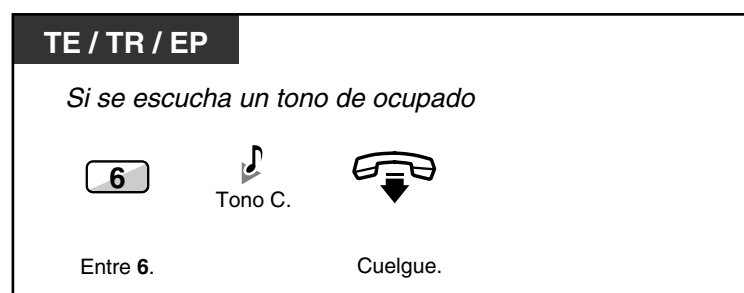 TE / TR / EP
Si se escucha un tono de ocupado
6
Tono C.
Entre 6.
Cuelgue.